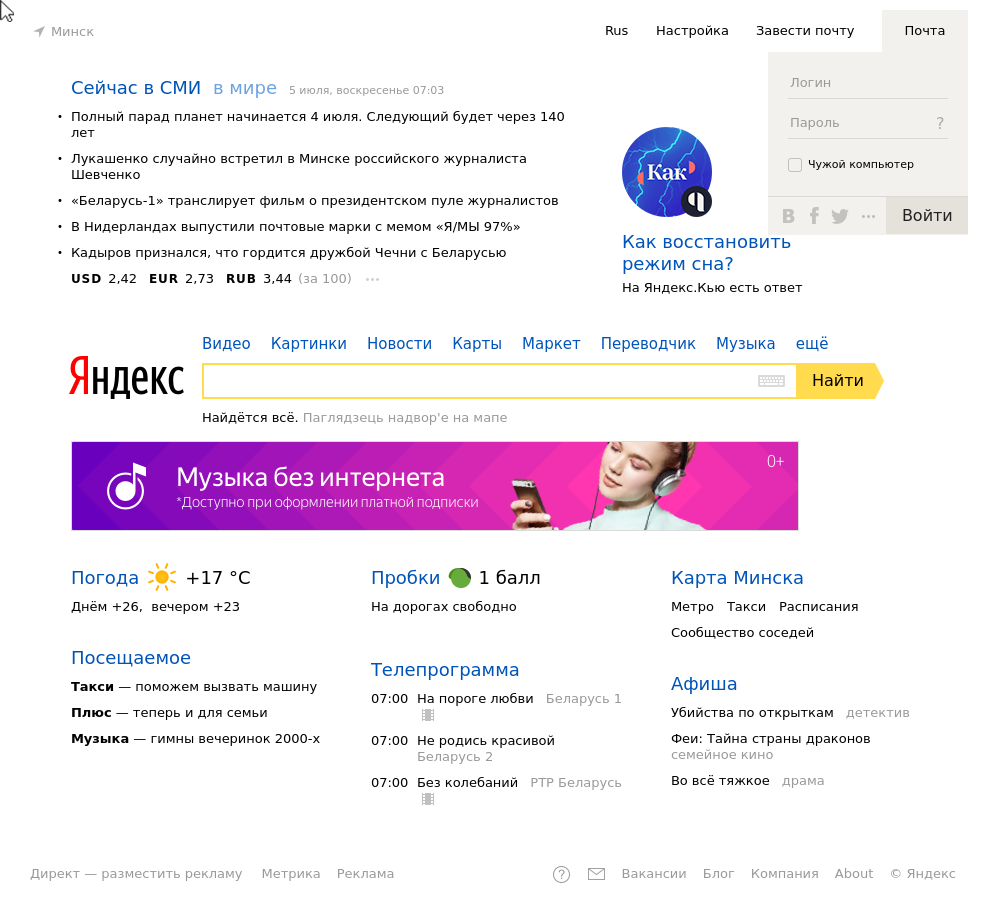 Минск
Rus Настройка Завести почту Почта
Логин
Пароль ?
Чужой компьютер
Войти
Сейчас в СМИ в мире 5 июля, воскресенье 07:03
• Полный парад планет начинается 4 июля. Следующий будет через 140
лет
• Лукашенко случайно встретил в Минске российского журналиста
Шевченко
• «Беларусь-1» транслирует фильм о президентском пуле журналистов
• В Нидерландах выпустили почтовые марки с мемом «Я/МЫ 97%»
• Кадыров признался, что гордится дружбой Чечни с Беларусью
USD 2,42 EUR 2,73 RUB 3,44 (за 100) ···
Как
Как восстановить
режим сна?
На Яндекс.Кью есть ответ
Видео Картинки Новости Карты Маркет Переводчик Музыка ещё
Яндекс
Найти
Найдётся всё. Паглядзець надвор'е на мапе
Музыка без интернета
*Доступно при оформлении платной подписки
0+
Погода +17 °C
Днём +26, вечером +23
Посещаемое
Такси — поможем вызвать машину
Плюс — теперь и для семьи
Музыка — гимны вечеринок 2000-х
Пробки 1 балл
На дорогах свободно
Телепрограмма
07:00 На пороге любви Беларусь 1
07:00 Не родись красивой
Беларусь 2
07:00 Без колебаний РТР Беларусь
Карта Минска
Метро Такси Расписания
Сообщество соседей
Афиша
Убийства по открыткам детектив
Феи: Тайна страны драконов
семейное кино
Во всё тяжкое драма
Директ — разместить рекламу Метрика Реклама
? Вакансии Блог Компания About © Яндекс